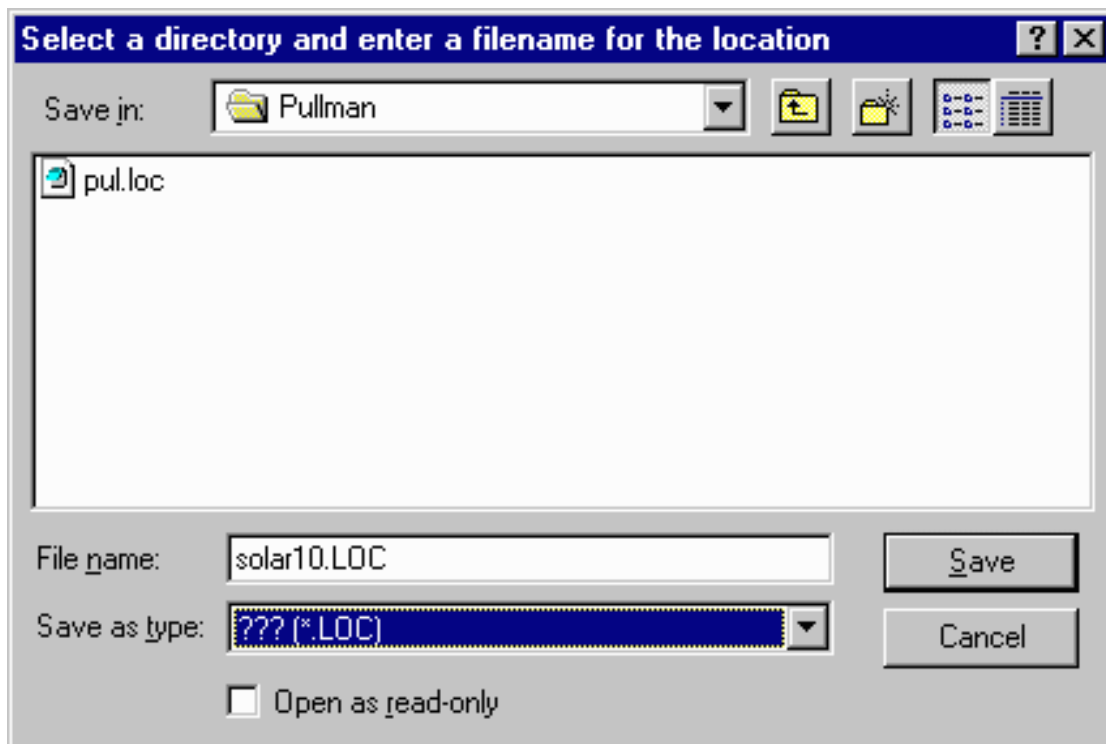 Select a directory and enter a filename for the location
Save in: Pullman
pul.loc
File name: solar10.LOC Save
Save as type: ??? (*.LOC) Cancel
Open as read-only